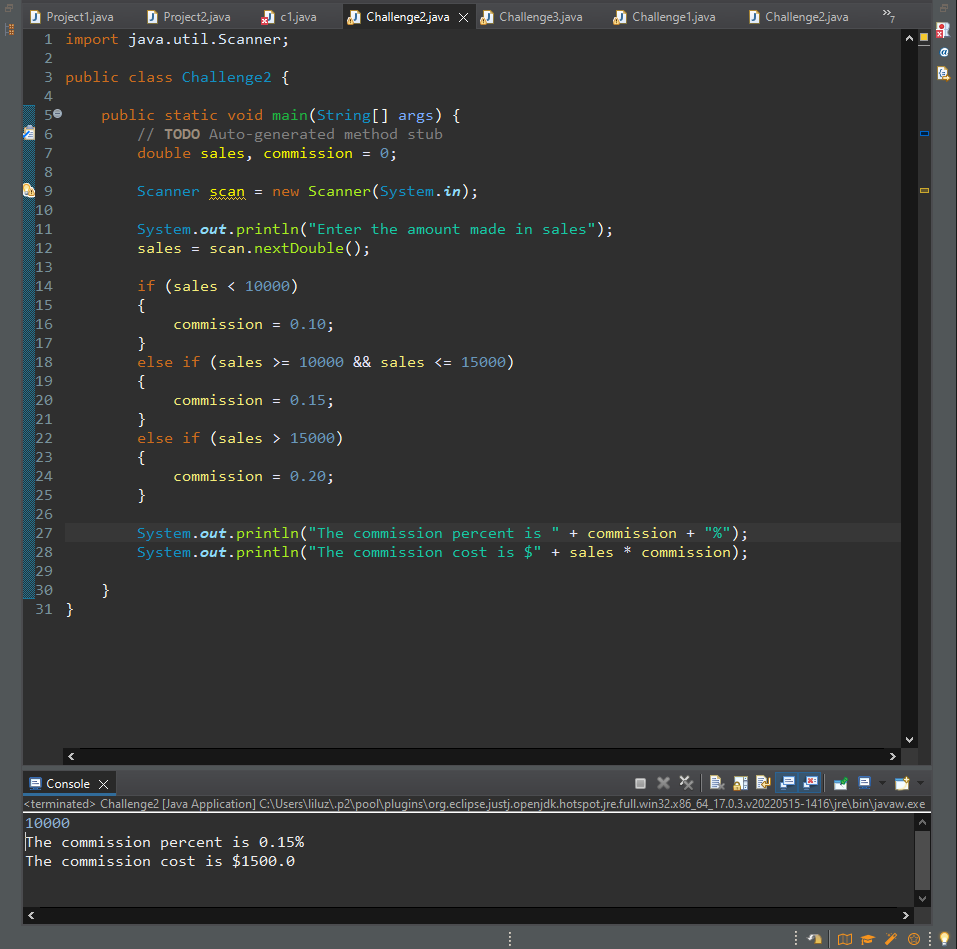 Project1.java Project2.java c1.java Challenge2.java Challenge3.java Challenge1.java Challenge2.java »7
1 import java.util.Scanner;
2
3 public class Challenge2 {
4
5 public static void main(String[] args) {
6 // TODO Auto-generated method stub
7 double sales, commission = 0;
8
9 Scanner scan = new Scanner(System.in);
10
11 System.out.println("Enter the amount made in sales");
12 sales = scan.nextDouble();
13
14 if (sales < 10000)
15 {
16 commission = 0.10;
17 }
18 else if (sales >= 10000 && sales <= 15000)
19 {
20 commission = 0.15;
21 }
22 else if (sales > 15000)
23 {
24 commission = 0.20;
25 }
26
27 System.out.println("The commission percent is " + commission + "%");
28 System.out.println("The commission cost is $" + sales * commission);
29
30 }
31 }
Console
<terminated> Challenge2 [Java Application] C:\Users\liluz\.p2\pool\plugins\org.eclipse.justj.openjdk.hotspot.jre.full.win32.x86_64_17.0.3.v20220515-1416\jre\bin\javaw.exe
10000
The commission percent is 0.15%
The commission cost is $1500.0